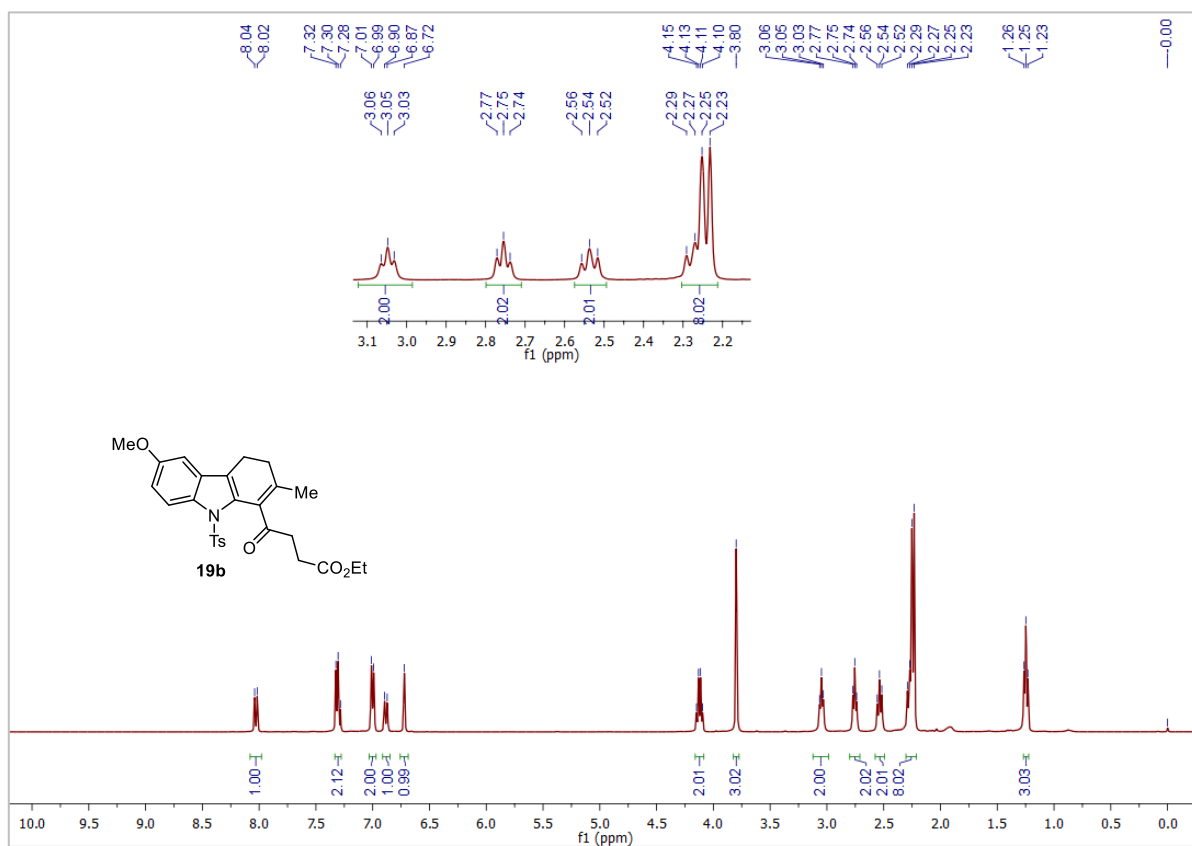 8.04 8.02 7.32 7.30 7.28 7.01 6.99 6.90 6.87 6.72 4.15 4.13 4.11 4.10 3.80 3.06 3.05 3.03 2.77 2.75 2.74 2.56 2.54 2.52 2.29 2.27 2.25 2.23 1.26 1.25 1.23 -0.00
3.06 3.05 3.03 2.77 2.75 2.74 2.56 2.54 2.52 2.29 2.27 2.25 2.23
2.00 2.02 2.01 8.02
3.1 3.0 2.9 2.8 2.7 2.6 2.5 2.4 2.3 2.2
f1 (ppm)
MeO
Me
N
Ts
O
CO2Et
19b
1.00 2.12 2.00 1.00 0.99 2.01 3.02 2.00 2.02 2.01 8.02 3.03
10.0 9.5 9.0 8.5 8.0 7.5 7.0 6.5 6.0 5.5 5.0 4.5 4.0 3.5 3.0 2.5 2.0 1.5 1.0 0.5 0.0
f1 (ppm)